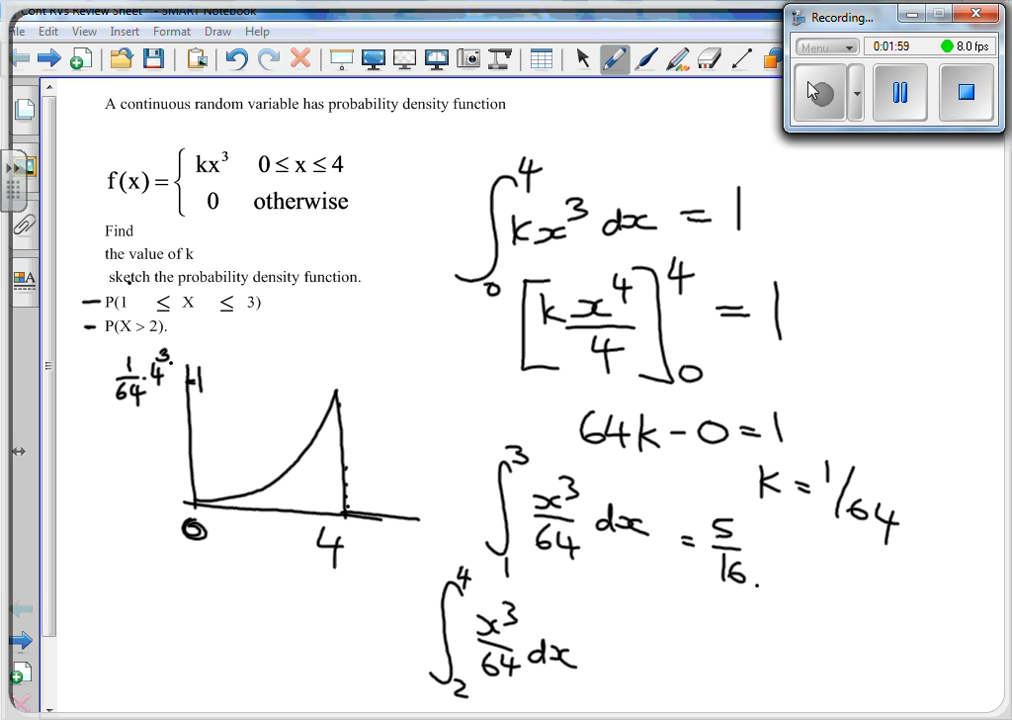 Cont RVs Review Sheet - SMART Notebook
File Edit View Insert Format Draw Help
Recording...
Menu 0:01:59 8.0 fps
A continuous random variable has probability density function
f(x) = { kx³ 0 ≤ x ≤ 4
0 otherwise
Find
the value of k
sketch the probability density function.
P(1 ≤ X ≤ 3)
P(X > 2).
∫₀⁴ kx³ dx = 1
[k x⁴/4]₀⁴ = 1
64k - 0 = 1
k = 1/64
1/64 · 4³. 1
0 4
∫₁³ x³/64 dx = 5/16.
∫₂⁴ x³/64 dx